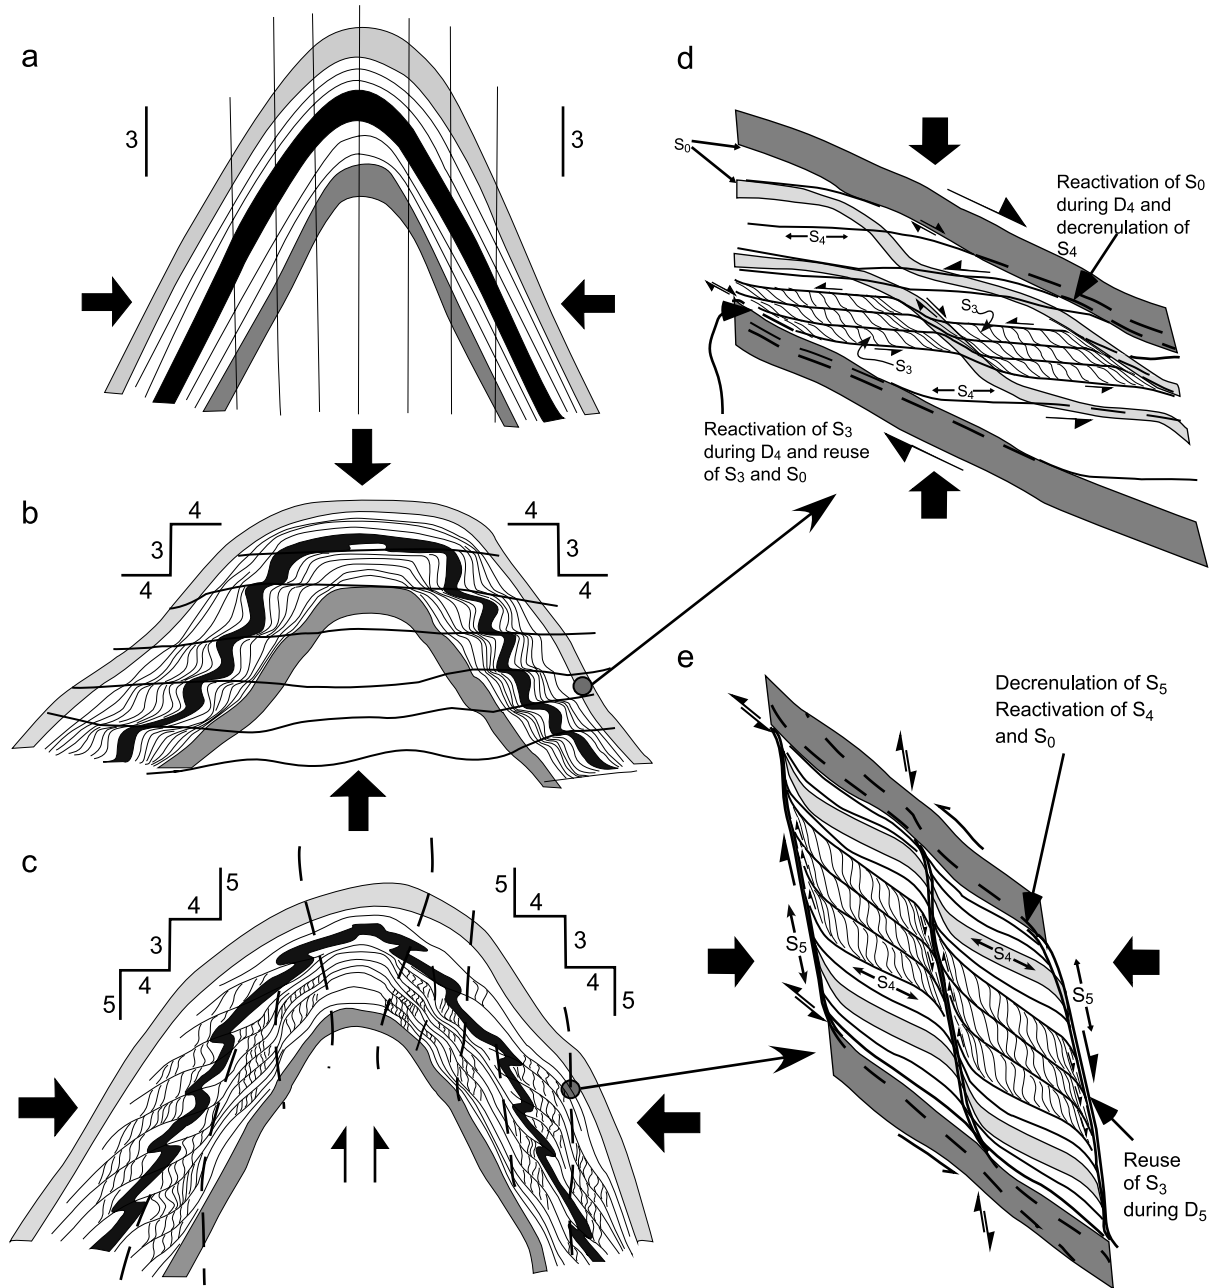 a
3
3
b
4
3
4
4
3
4
c
5
4
3
4
5
5
4
3
4
5
d
S0
Reactivation of S0
during D4 and
decrenulation of
S4
S4
S3
S3
S4
Reactivation of S3
during D4 and reuse
of S3 and S0
e
Decrenulation of S5
Reactivation of S4
and S0
S5
S4
S4
S5
Reuse
of S3
during D5